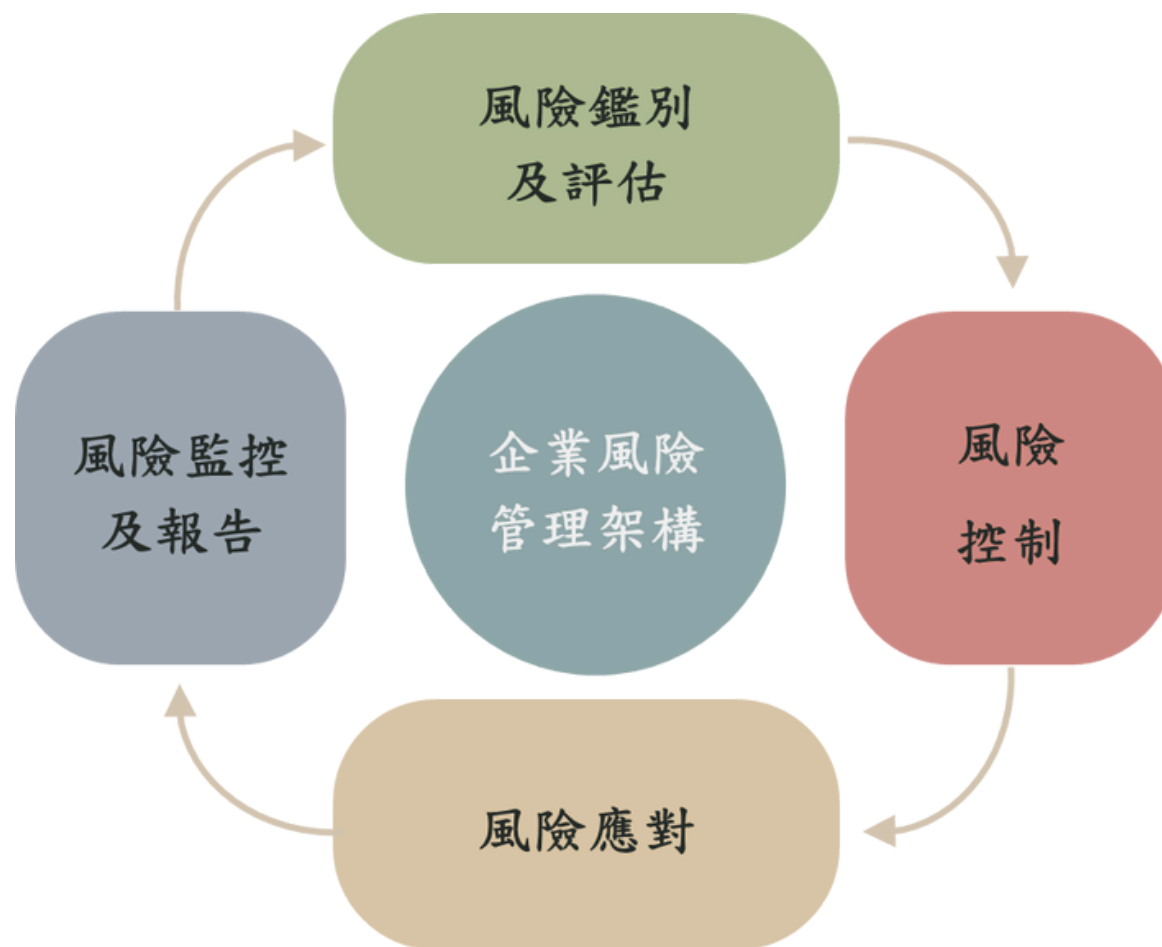 風險鑑別
及評估
風險監控
及報告
企業風險
管理架構
風險
控制
風險應對